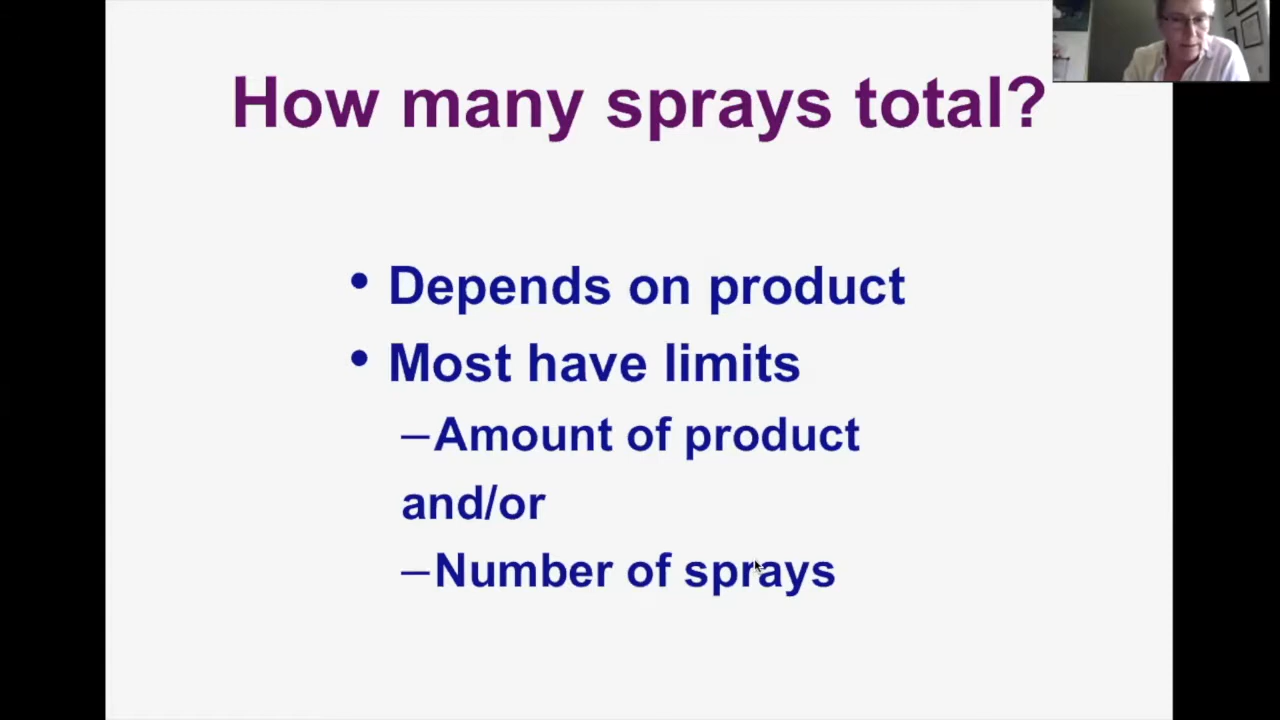 How many sprays total?
• Depends on product
• Most have limits
–Amount of product
and/or
–Number of sprays